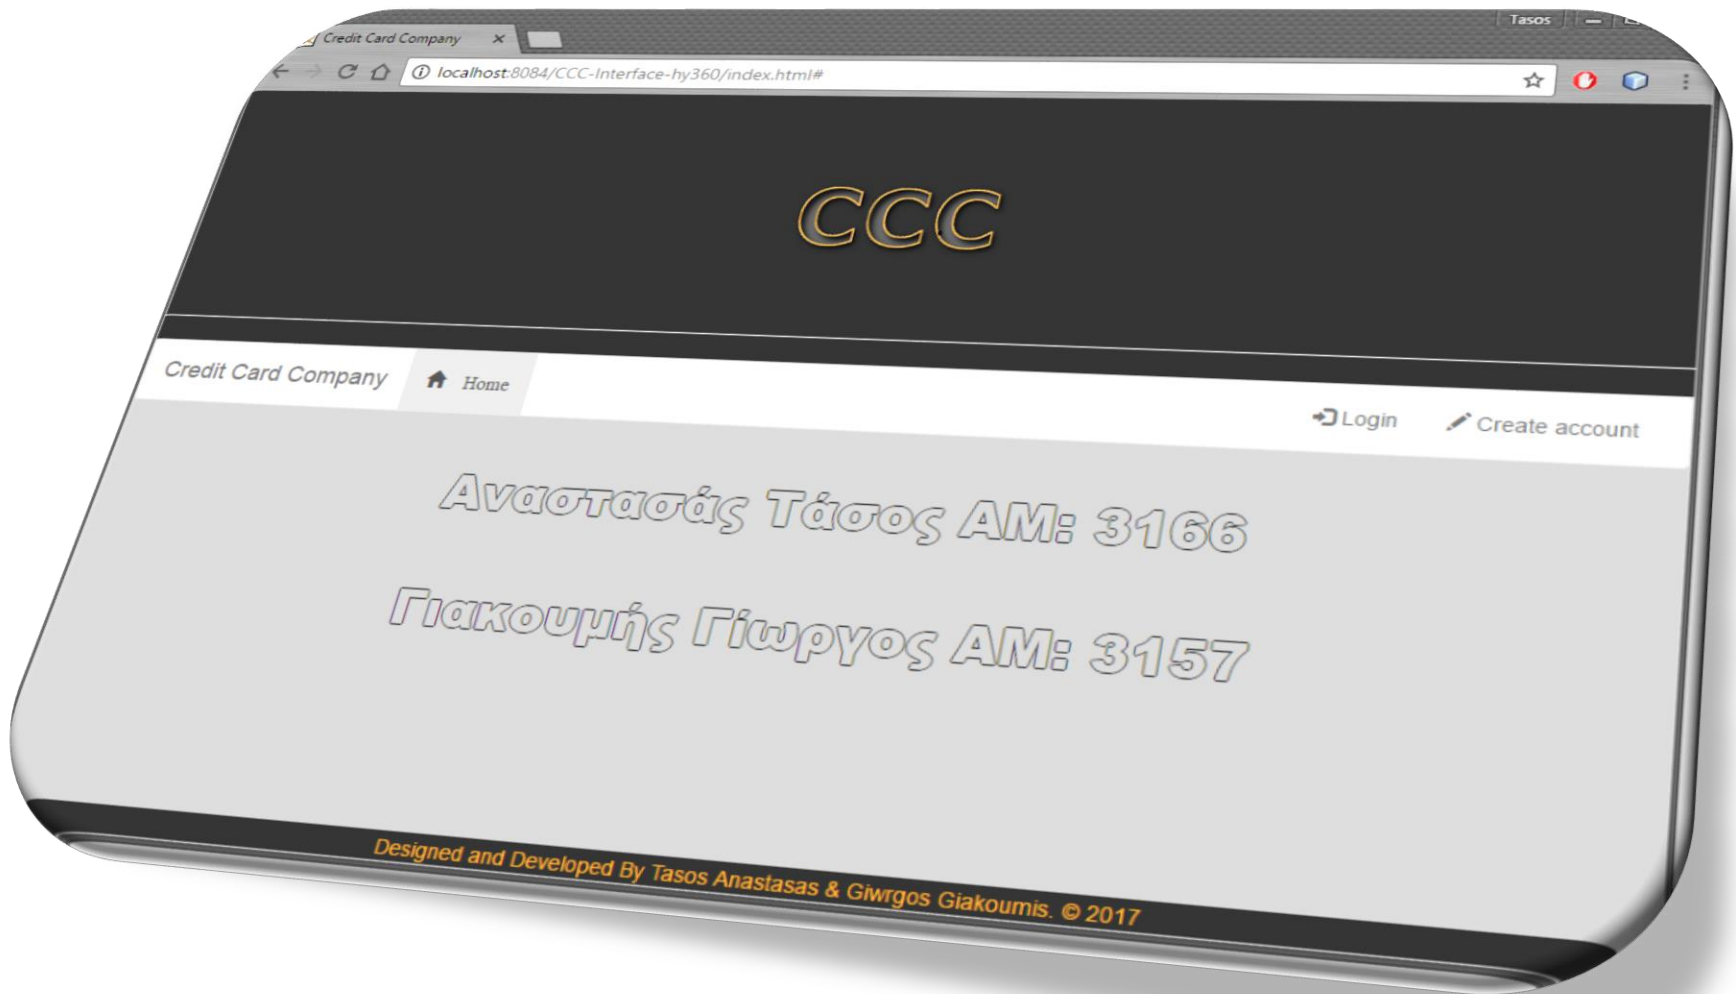 Tasos
Credit Card Company
localhost:8084/CCC-Interface-hy360/index.html#
CCC
Credit Card Company Home Login Create account
Αναστασάς Τάσος ΑΜ: 3166
Γιακουμής Γίωργος ΑΜ: 3157
Designed and Developed By Tasos Anastasas & Giwrgos Giakoumis. © 2017